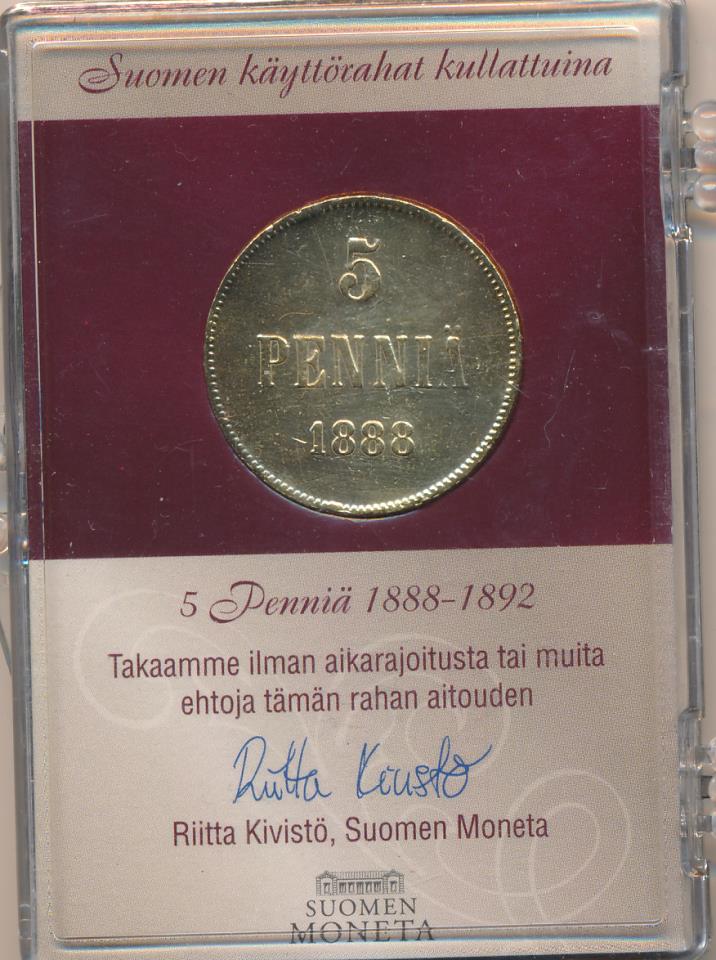 Suomen käyttörahat kullattuina
5
PENNIÄ
1888
5 Penniä 1888-1892
Takaamme ilman aikarajoitusta tai muita
ehtoja tämän rahan aitouden
Riitta Kivistö
Riitta Kivistö, Suomen Moneta
SUOMEN
MONETA